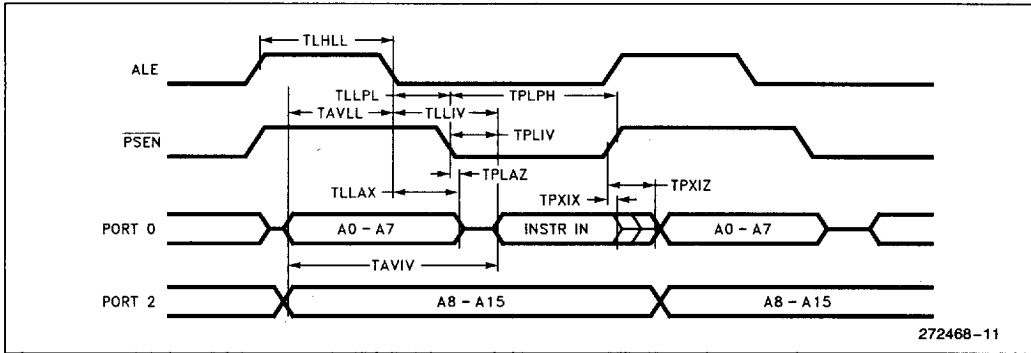 TLHLL
ALE
TLLPL
TPLPH
TAVLL
TLLIV
PSEN
TPLIV
TPLAZ
TLLAX
TPXIZ
TPXIX
PORT 0
A0 - A7
INSTR IN
A0 - A7
TAVIV
PORT 2
A8 - A15
A8 - A15
272468-11